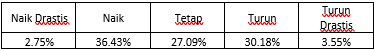 Naik Drastis Naik Tetap Turun Turun Drastis
2.75% 36.43% 27.09% 30.18% 3.55%